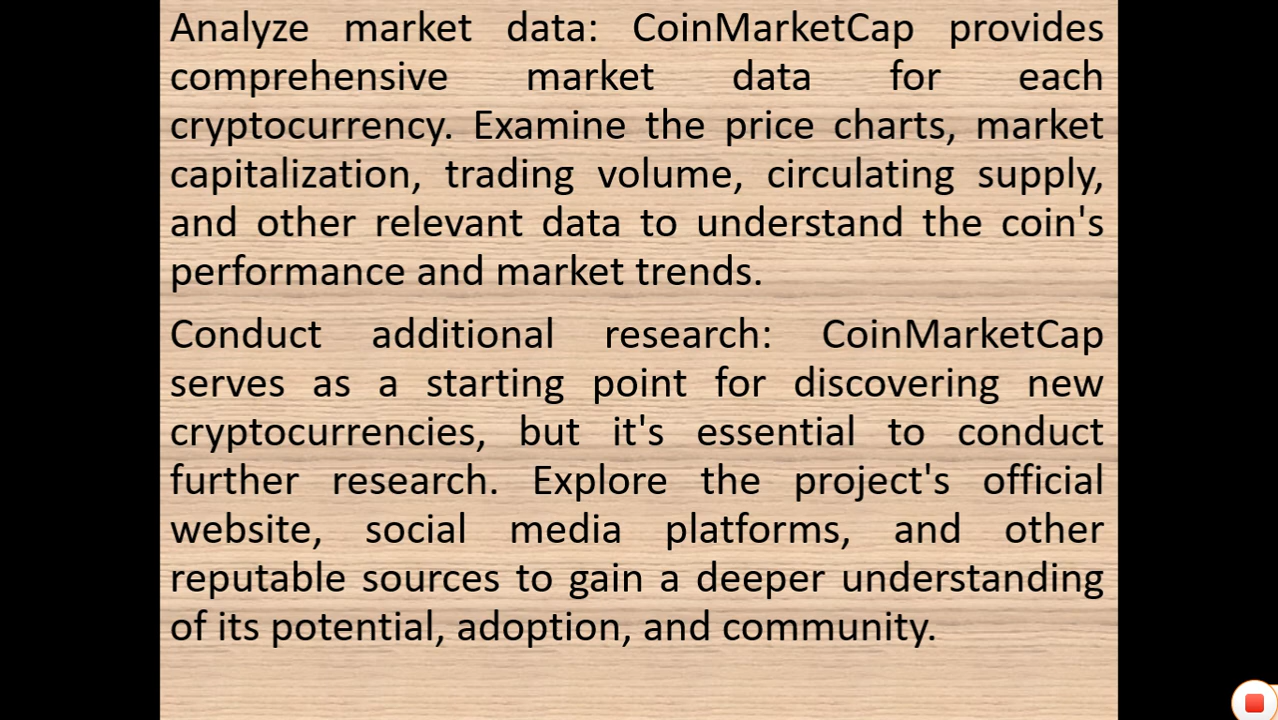 Analyze market data: CoinMarketCap provides
comprehensive market data for each
cryptocurrency. Examine the price charts, market
capitalization, trading volume, circulating supply,
and other relevant data to understand the coin's
performance and market trends.
Conduct additional research: CoinMarketCap
serves as a starting point for discovering new
cryptocurrencies, but it's essential to conduct
further research. Explore the project's official
website, social media platforms, and other
reputable sources to gain a deeper understanding
of its potential, adoption, and community.